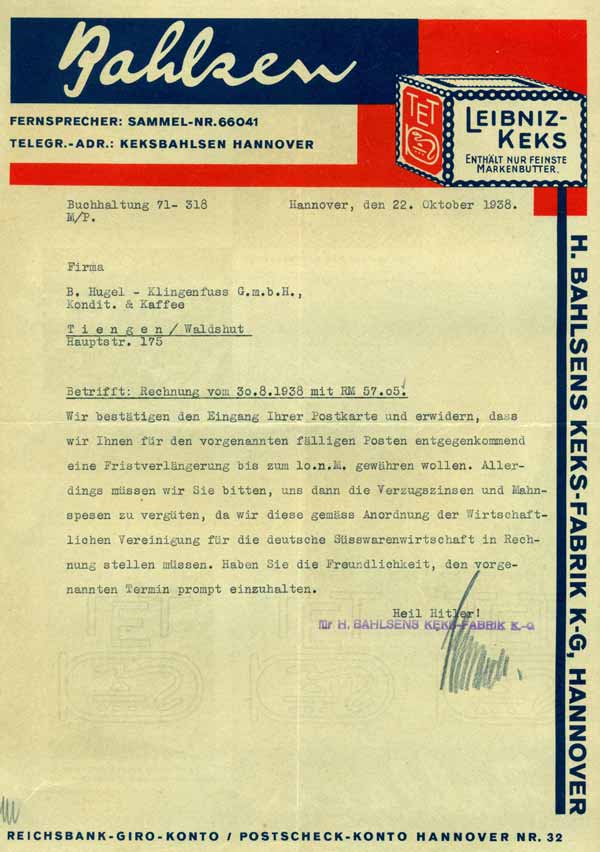 Bahlsen
FERNSPRECHER: SAMMEL-NR. 66041
TELEGR.-ADR.: KEKSBAHLSEN HANNOVER
TET
LEIBNIZ-
KEKS
ENTHÄLT NUR FEINSTE
MARKENBUTTER.
Buchhaltung 71- 318
M/P.
Hannover, den 22. Oktober 1938.
Firma
B. Hugel - Klingenfuss G.m.b.H.,
Kondit. & Kaffee
T i e n g e n / Waldshut
Hauptstr. 175
Betrifft: Rechnung vom 3o.8.1938 mit RM 57.o5!
Wir bestätigen den Eingang Ihrer Postkarte und erwidern, dass
wir Ihnen für den vorgenannten fälligen Posten entgegenkommend
eine Fristverlängerung bis zum lo.n.M. gewähren wollen. Aller-
dings müssen wir Sie bitten, uns dann die Verzugszinsen und Mahn-
spesen zu vergüten, da wir diese gemäss Anordnung der Wirtschaft-
lichen Vereinigung für die deutsche Süsswarenwirtschaft in Rech-
nung stellen müssen. Haben Sie die Freundlichkeit, den vorge-
nannten Termin prompt einzuhalten.
Heil Hitler!
für H. BAHLSENS KEKS-FABRIK K.-G
H. BAHLSENS KEKS-FABRIK K-G, HANNOVER
REICHSBANK-GIRO-KONTO / POSTSCHECK-KONTO HANNOVER NR. 32